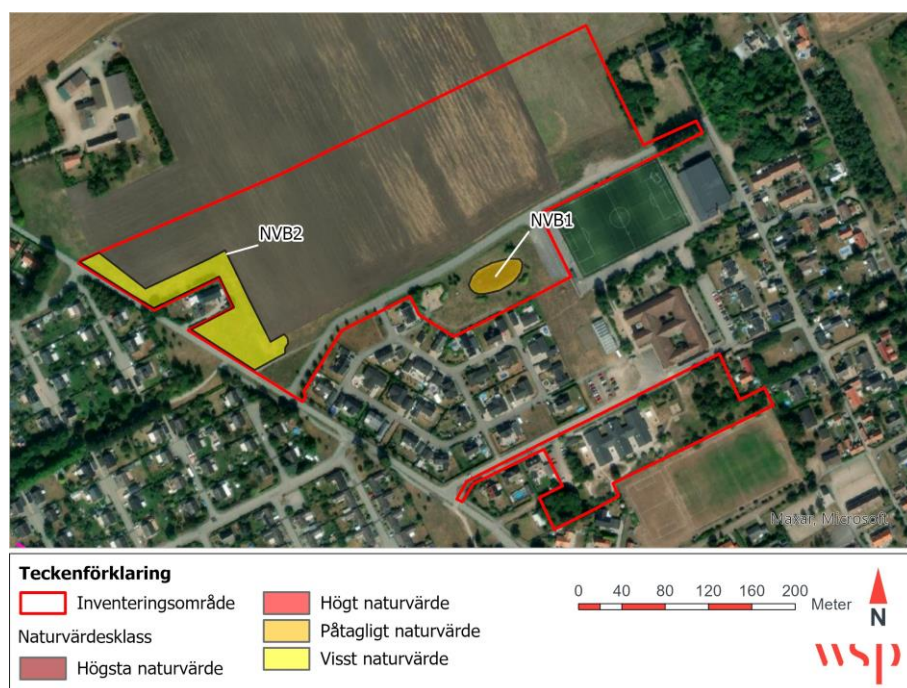 NVB2
NVB1
Maxar, Microsoft
Teckenförklaring
Inventeringsområde
Naturvärdesklass
Högsta naturvärde
Högt naturvärde
Påtagligt naturvärde
Visst naturvärde
0 40 80 120 160 200 Meter
N
wsp